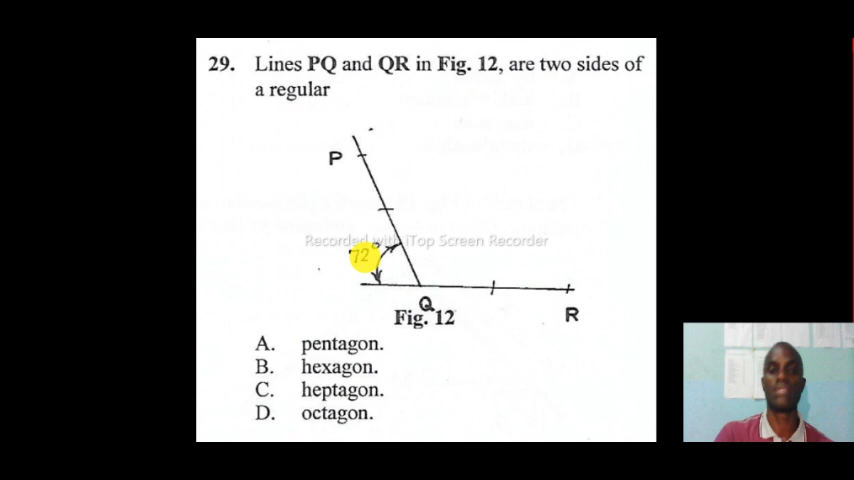 29. Lines PQ and QR in Fig. 12, are two sides of
a regular
P
Recorded with iTop Screen Recorder
72°
Q
R
Fig. 12
A. pentagon.
B. hexagon.
C. heptagon.
D. octagon.